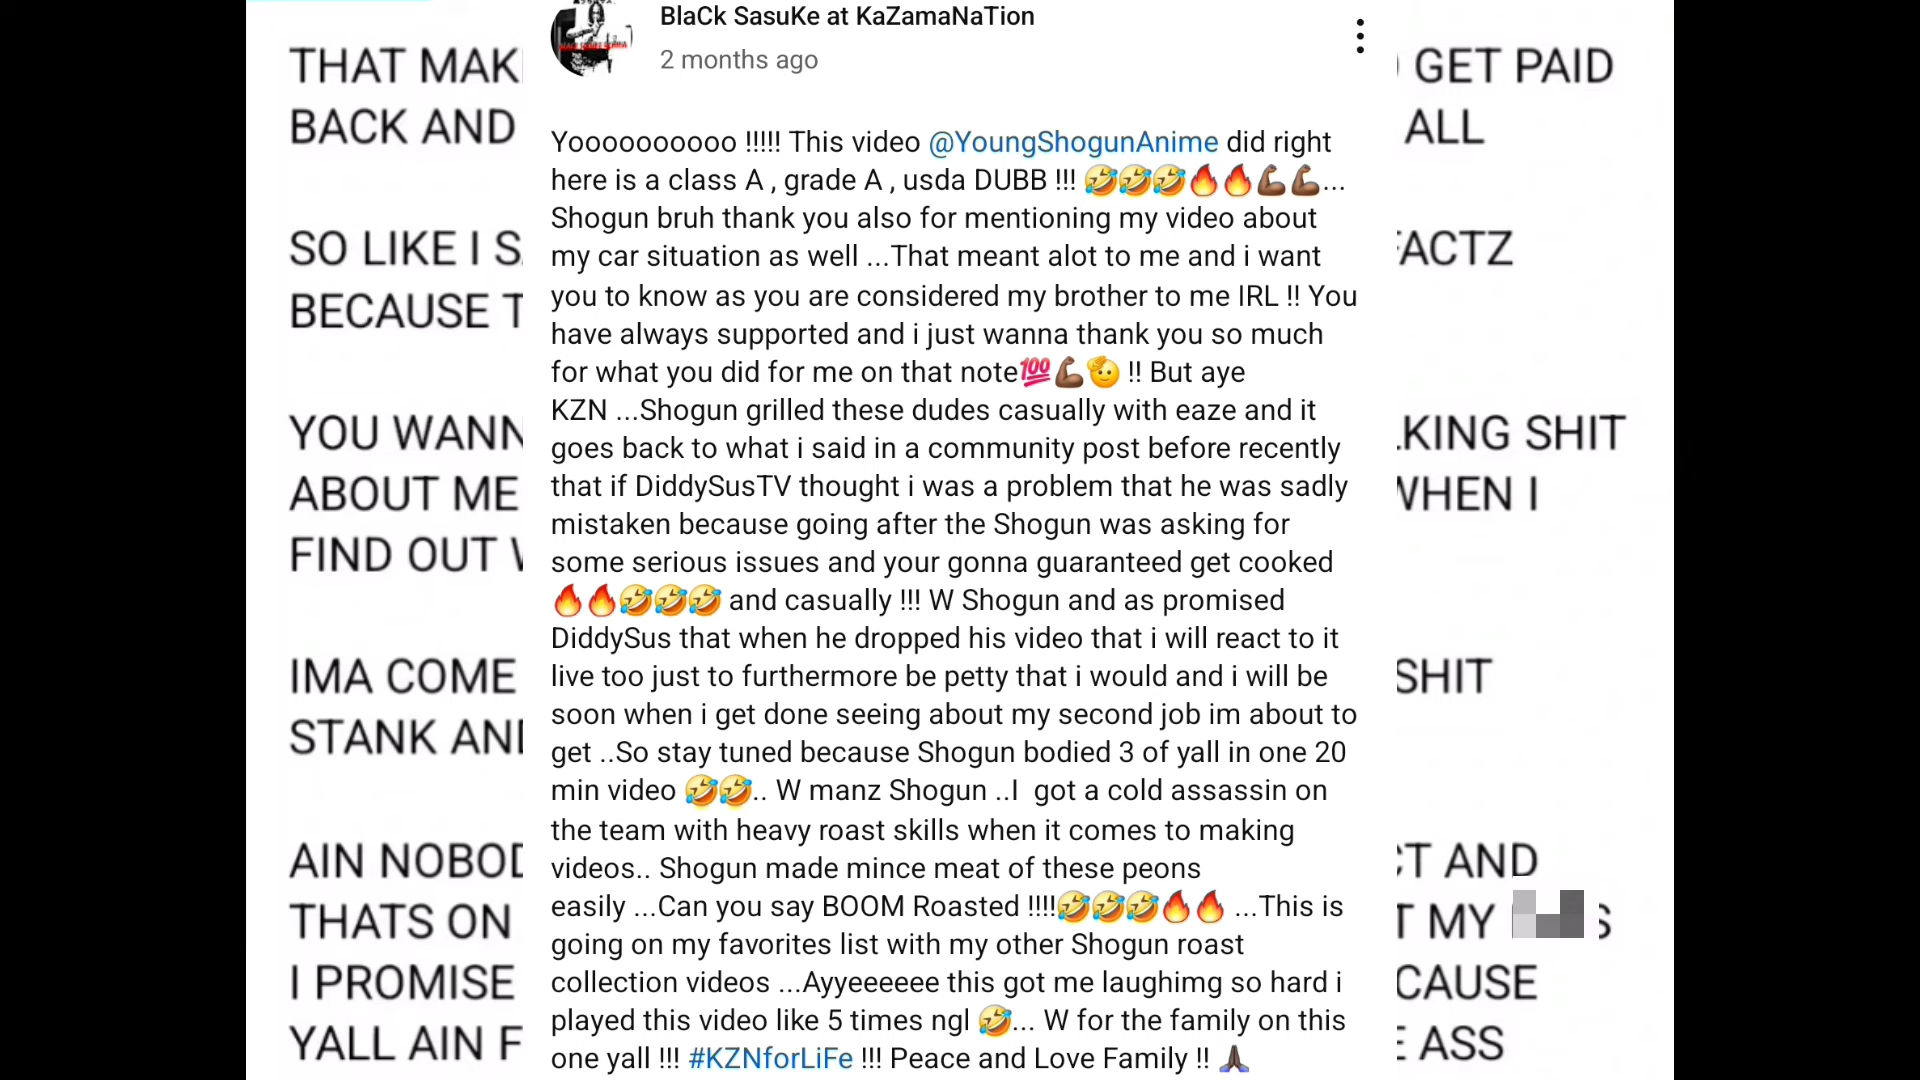 BlaCk SasuKe at KaZamaNaTion
2 months ago
Yoooooooooo !!!!! This video @YoungShogunAnime did right
here is a class A , grade A , usda DUBB !!! 🤣🤣🤣🔥🔥💪🏾💪🏾...
Shogun bruh thank you also for mentioning my video about
my car situation as well ...That meant alot to me and i want
you to know as you are considered my brother to me IRL !! You
have always supported and i just wanna thank you so much
for what you did for me on that note💯💪🏾🫡 !! But aye
KZN ...Shogun grilled these dudes casually with eaze and it
goes back to what i said in a community post before recently
that if DiddySusTV thought i was a problem that he was sadly
mistaken because going after the Shogun was asking for
some serious issues and your gonna guaranteed get cooked
🔥🔥🤣🤣🤣 and casually !!! W Shogun and as promised
DiddySus that when he dropped his video that i will react to it
live too just to furthermore be petty that i would and i will be
soon when i get done seeing about my second job im about to
get ..So stay tuned because Shogun bodied 3 of yall in one 20
min video 🤣🤣.. W manz Shogun ..I  got a cold assassin on
the team with heavy roast skills when it comes to making
videos.. Shogun made mince meat of these peons
easily ...Can you say BOOM Roasted !!!!🤣🤣🤣🔥🔥 ...This is
going on my favorites list with my other Shogun roast
collection videos ...Ayyeeeeee this got me laughimg so hard i
played this video like 5 times ngl 🤣... W for the family on this
one yall !!! #KZNforLiFe !!! Peace and Love Family !! 🙏🏿
THAT MAK
BACK AND
SO LIKE I S
BECAUSE T
YOU WANN
ABOUT ME
FIND OUT
IMA COME
STANK AN
AIN NOBOD
THATS ON
I PROMISE
YALL AIN F
GET PAID
ALL
FACTZ
LKING SHIT
WHEN I
SHIT
CT AND
T MY
CAUSE
E ASS